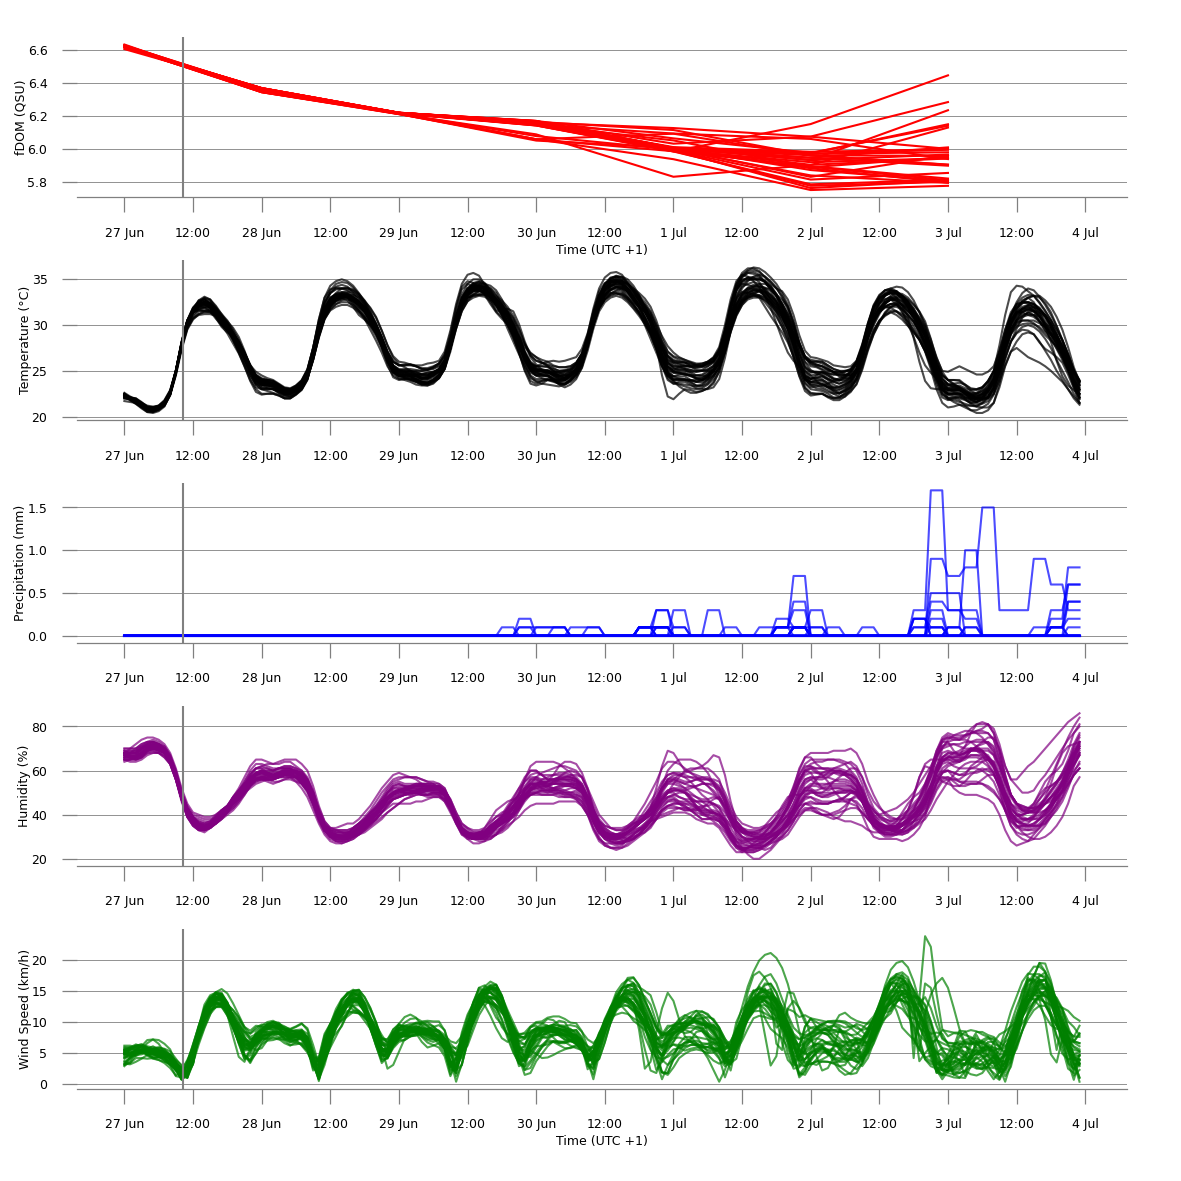 fDOM (QSU)
6.6
6.4
6.2
6.0
5.8
27 Jun 12:00 28 Jun 12:00 29 Jun 12:00 30 Jun 12:00 1 Jul 12:00 2 Jul 12:00 3 Jul 12:00 4 Jul
Time (UTC +1)
Temperature (°C)
35
30
25
20
27 Jun 12:00 28 Jun 12:00 29 Jun 12:00 30 Jun 12:00 1 Jul 12:00 2 Jul 12:00 3 Jul 12:00 4 Jul
Precipitation (mm)
1.5
1.0
0.5
0.0
27 Jun 12:00 28 Jun 12:00 29 Jun 12:00 30 Jun 12:00 1 Jul 12:00 2 Jul 12:00 3 Jul 12:00 4 Jul
Humidity (%)
80
60
40
20
27 Jun 12:00 28 Jun 12:00 29 Jun 12:00 30 Jun 12:00 1 Jul 12:00 2 Jul 12:00 3 Jul 12:00 4 Jul
Wind Speed (km/h)
20
15
10
5
0
27 Jun 12:00 28 Jun 12:00 29 Jun 12:00 30 Jun 12:00 1 Jul 12:00 2 Jul 12:00 3 Jul 12:00 4 Jul
Time (UTC +1)